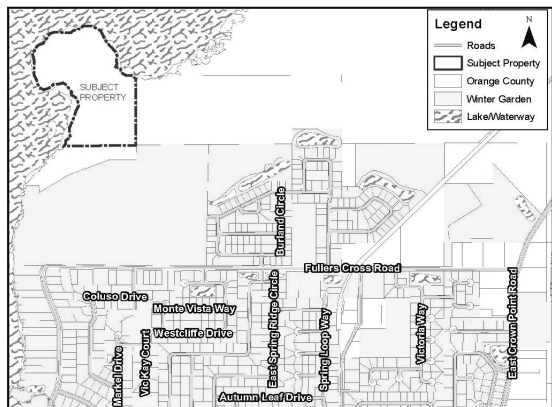 Legend
N
Roads
Subject Property
Orange County
Winter Garden
Lake/Waterway
SUBJECT
PROPERTY
Burland Circle
Fullers Cross Road
Coluso Drive
Monte Vista Way
Westcliffe Drive
Markel Drive
Vic Kay Court
East Spring Ridge Circle
Spring Loop Way
Victoria Way
East Crown Point Road
Autumn Leaf Drive